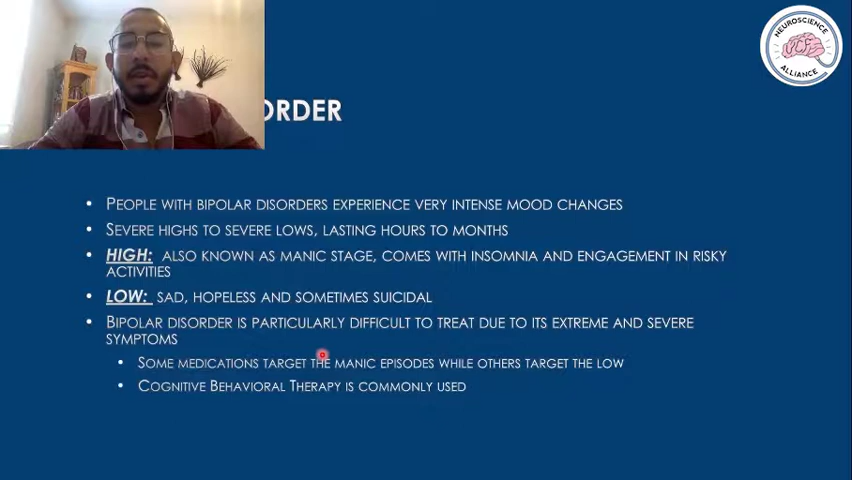 NEUROSCIENCE
UCF
ALLIANCE
ORDER
• PEOPLE WITH BIPOLAR DISORDERS EXPERIENCE VERY INTENSE MOOD CHANGES
• SEVERE HIGHS TO SEVERE LOWS, LASTING HOURS TO MONTHS
• HIGH: ALSO KNOWN AS MANIC STAGE, COMES WITH INSOMNIA AND ENGAGEMENT IN RISKY
ACTIVITIES
• LOW: SAD, HOPELESS AND SOMETIMES SUICIDAL
• BIPOLAR DISORDER IS PARTICULARLY DIFFICULT TO TREAT DUE TO ITS EXTREME AND SEVERE
SYMPTOMS
• SOME MEDICATIONS TARGET THE MANIC EPISODES WHILE OTHERS TARGET THE LOW
• COGNITIVE BEHAVIORAL THERAPY IS COMMONLY USED